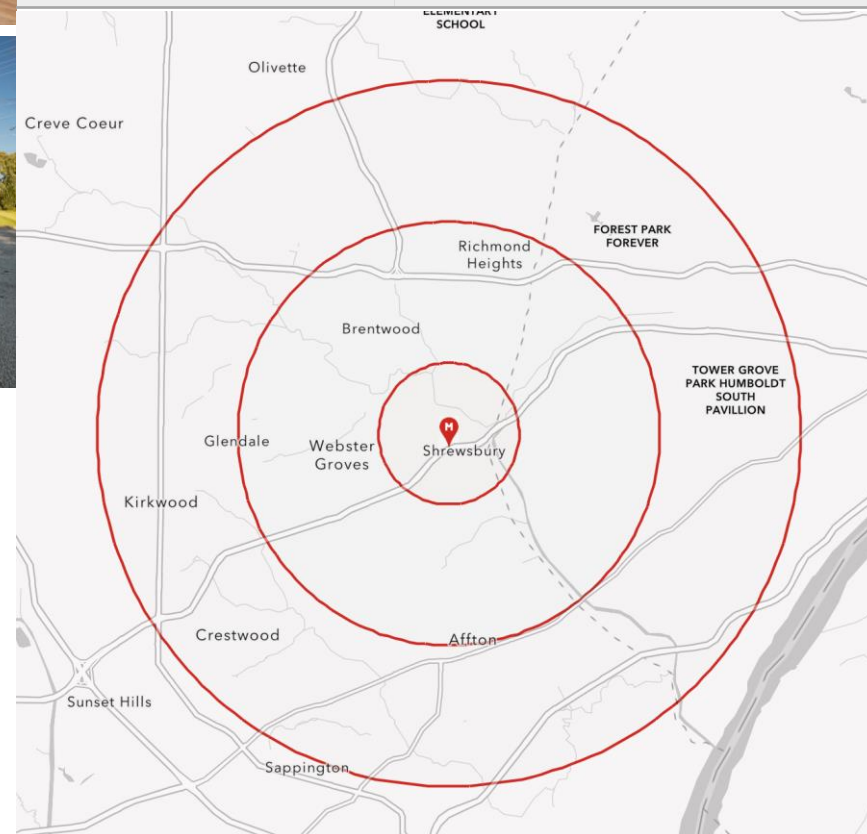 ELEMENTARY
SCHOOL
Olivette
Creve Coeur
FOREST PARK
FOREVER
Richmond
Heights
Brentwood
TOWER GROVE
PARK HUMBOLDT
SOUTH
PAVILLION
M
Glendale
Webster
Groves
Shrewsbury
Kirkwood
Crestwood
Affton
Sunset Hills
Sappington